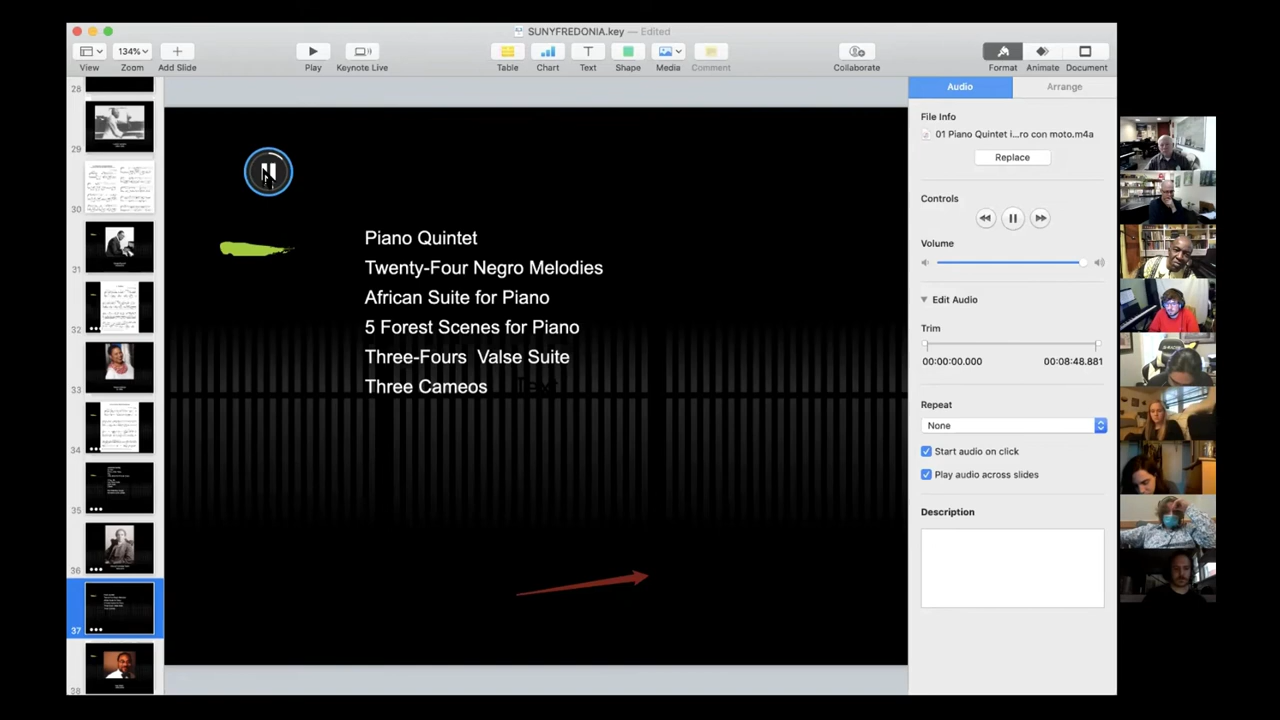 SUNYFREDONIA.key — Edited
134%
View Zoom Add Slide Play Keynote Live Table Chart Text Shape Media Comment Collaborate Format Animate Document
Audio Arrange
File Info
01 Piano Quintet i...ro con moto.m4a
Replace
Controls
Volume
Edit Audio
Trim
00:00:00.000 00:08:48.881
Repeat
None
Start audio on click
Play audio across slides
Description
Piano Quintet
Twenty-Four Negro Melodies
African Suite for Piano
5 Forest Scenes for Piano
Three-Fours Valse Suite
Three Cameos
28
29
30
31
32
33
34
35
36
37
38